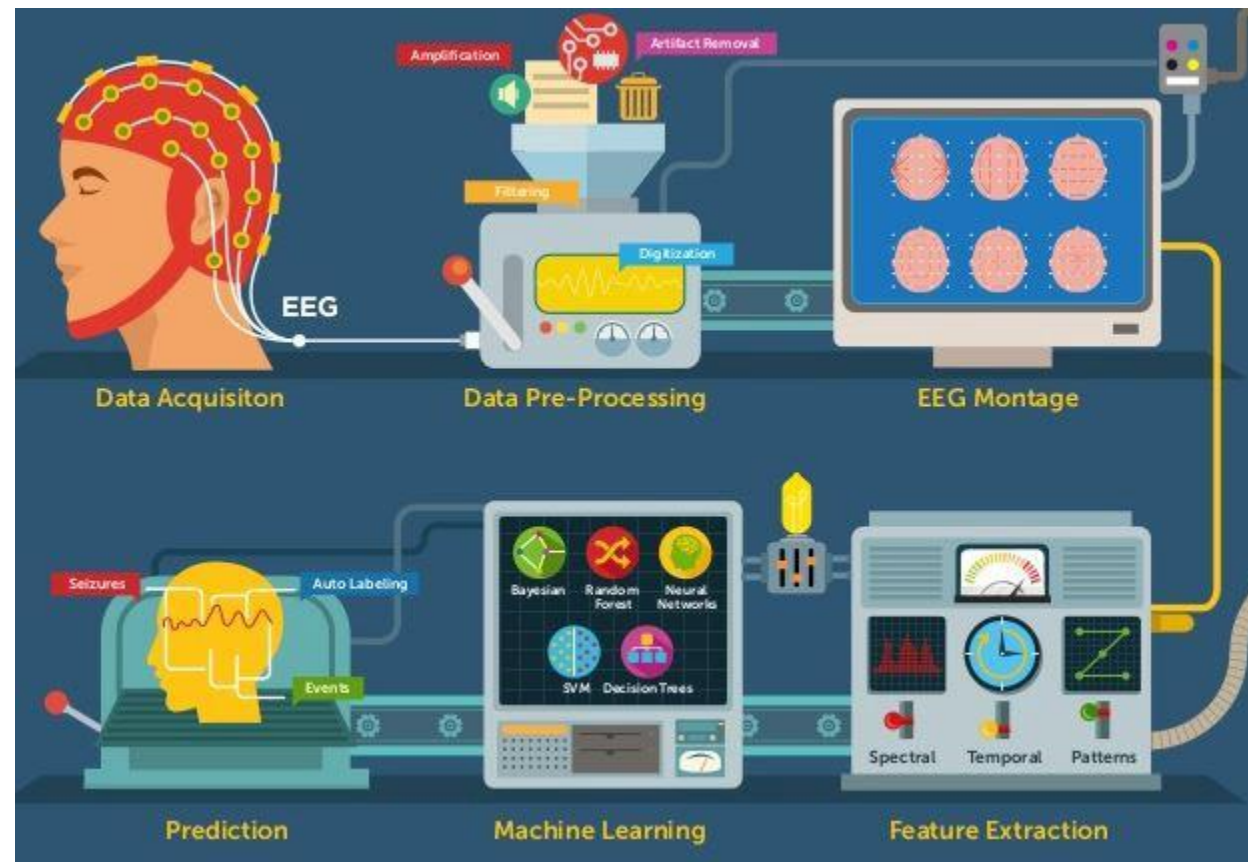 Amplification
Artifact Removal
Filtering
Digitization
EEG
Data Acquisiton
Data Pre-Processing
EEG Montage
Seizures
Auto Labeling
Events
Bayesian
Random
Forest
Neural
Networks
SVM
Decision Trees
Spectral
Temporal
Patterns
Prediction
Machine Learning
Feature Extraction